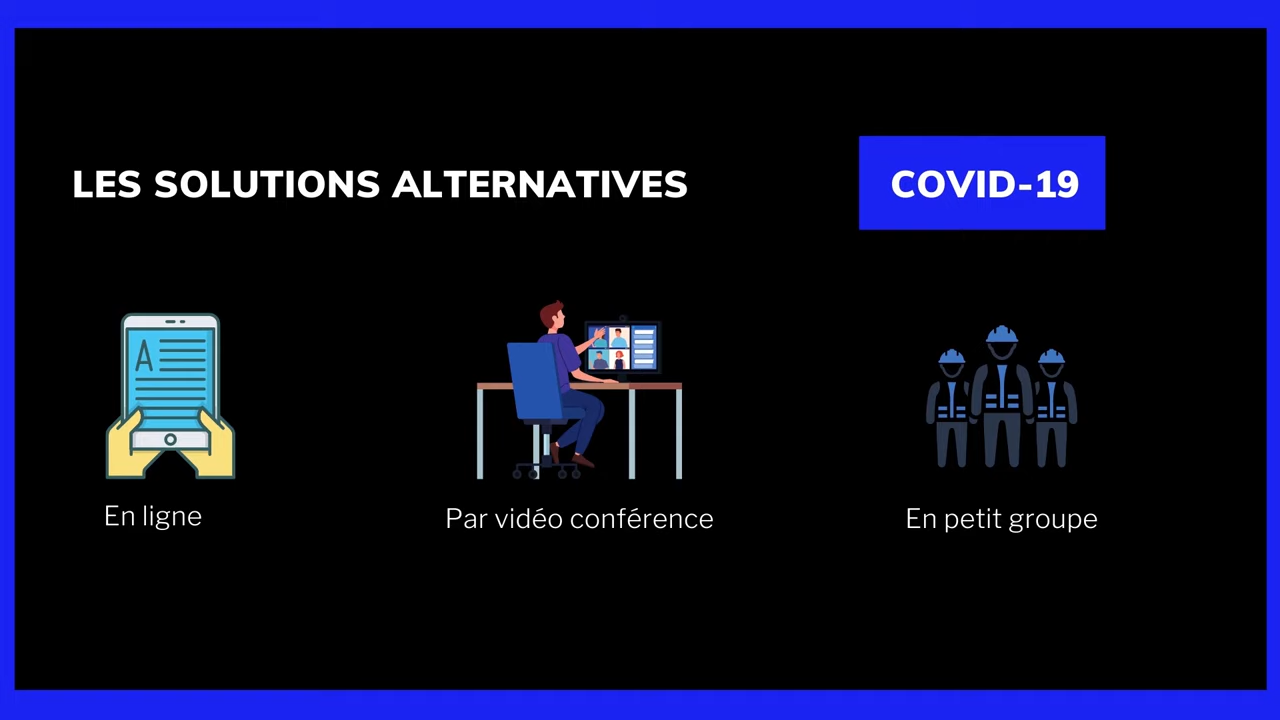 LES SOLUTIONS ALTERNATIVES
COVID-19
A
En ligne
Par vidéo conférence
En petit groupe